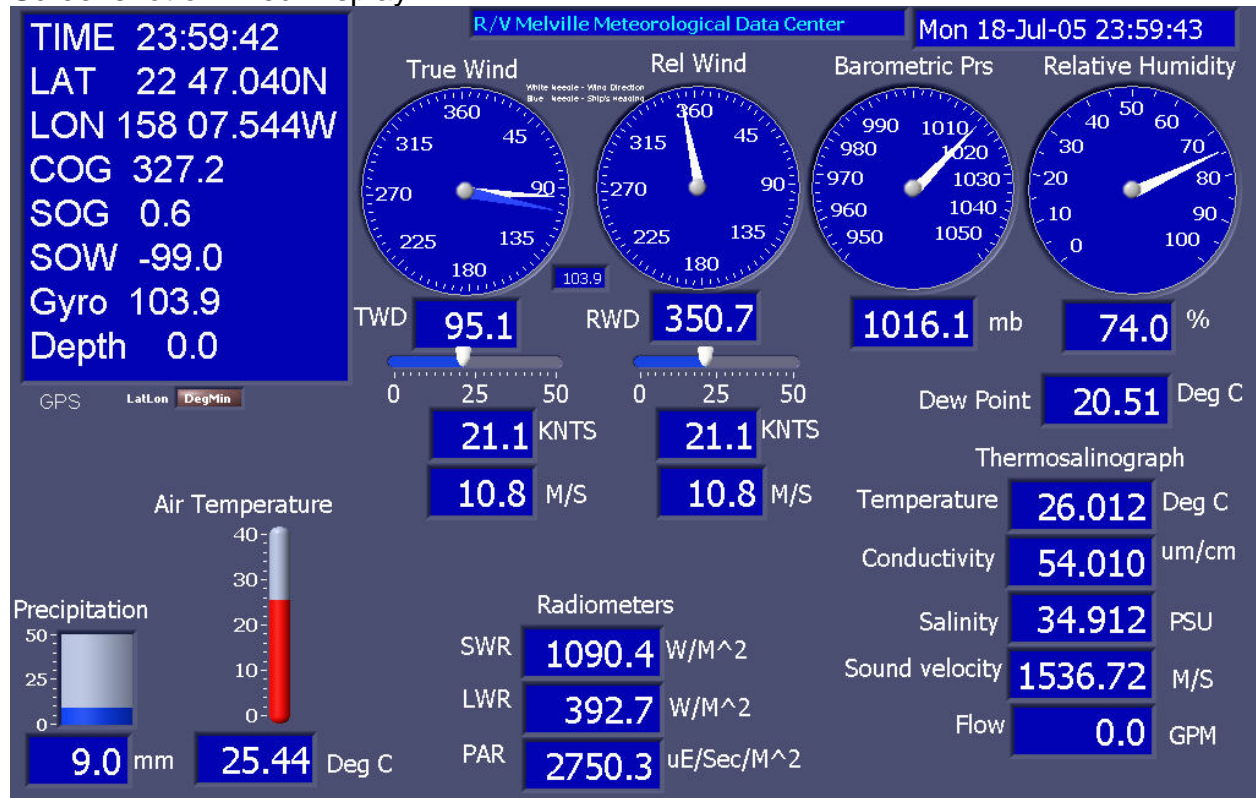 R/V Melville Meteorological Data Center
Mon 18-Jul-05 23:59:43
TIME 23:59:42
LAT 22 47.040N
LON 158 07.544W
COG 327.2
SOG 0.6
SOW -99.0
Gyro 103.9
Depth 0.0
GPS LatLon DegMin
True Wind
White Needle - Wind Direction
Blue Needle - Ship's Heading
360
45
90
135
180
225
270
315
103.9
TWD 95.1
0 25 50
21.1 KNTS
10.8 M/S
Rel Wind
360
45
90
135
180
225
270
315
RWD 350.7
0 25 50
21.1 KNTS
10.8 M/S
Barometric Prs
950
960
970
980
990
1010
1020
1030
1040
1050
1016.1 mb
Relative Humidity
0
10
20
30
40
50
60
70
80
90
100
74.0 %
Dew Point 20.51 Deg C
Thermosalinograph
Temperature 26.012 Deg C
Conductivity 54.010 um/cm
Salinity 34.912 PSU
Sound velocity 1536.72 M/S
Flow 0.0 GPM
Air Temperature
40
30
20
10
0
25.44 Deg C
Precipitation
50
25
0
9.0 mm
Radiometers
SWR 1090.4 W/M^2
LWR 392.7 W/M^2
PAR 2750.3 uE/Sec/M^2